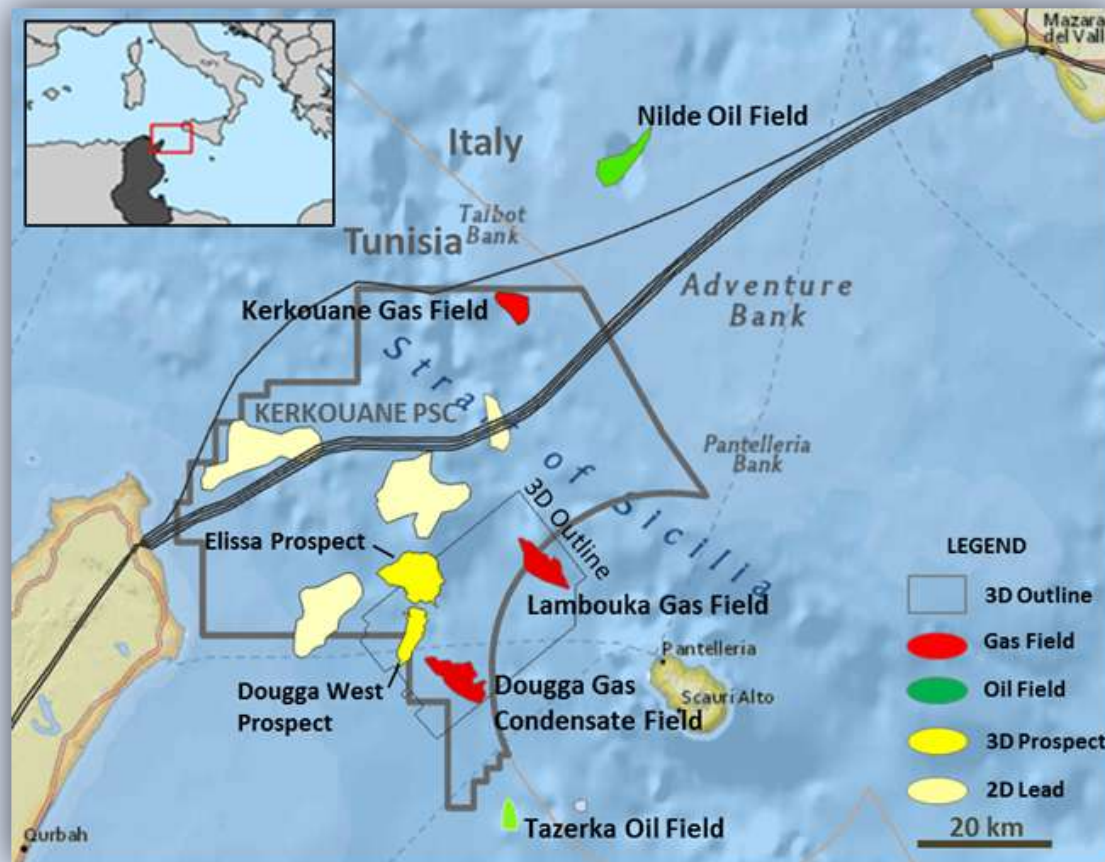 Mazara
del Vall
Nilde Oil Field
Italy
Talbot
Bank
Tunisia
Adventure
Bank
Kerkouane Gas Field
Strait of Sicilia
KERKOUANE PSC
Pantelleria
Bank
3D Outline
Elissa Prospect
LEGEND
3D Outline
Lambouka Gas Field
Gas Field
Pantelleria
Oil Field
Scauri Alto
Dougga West
Prospect
Dougga Gas
Condensate Field
3D Prospect
2D Lead
Tazerka Oil Field
20 km
Qurbah